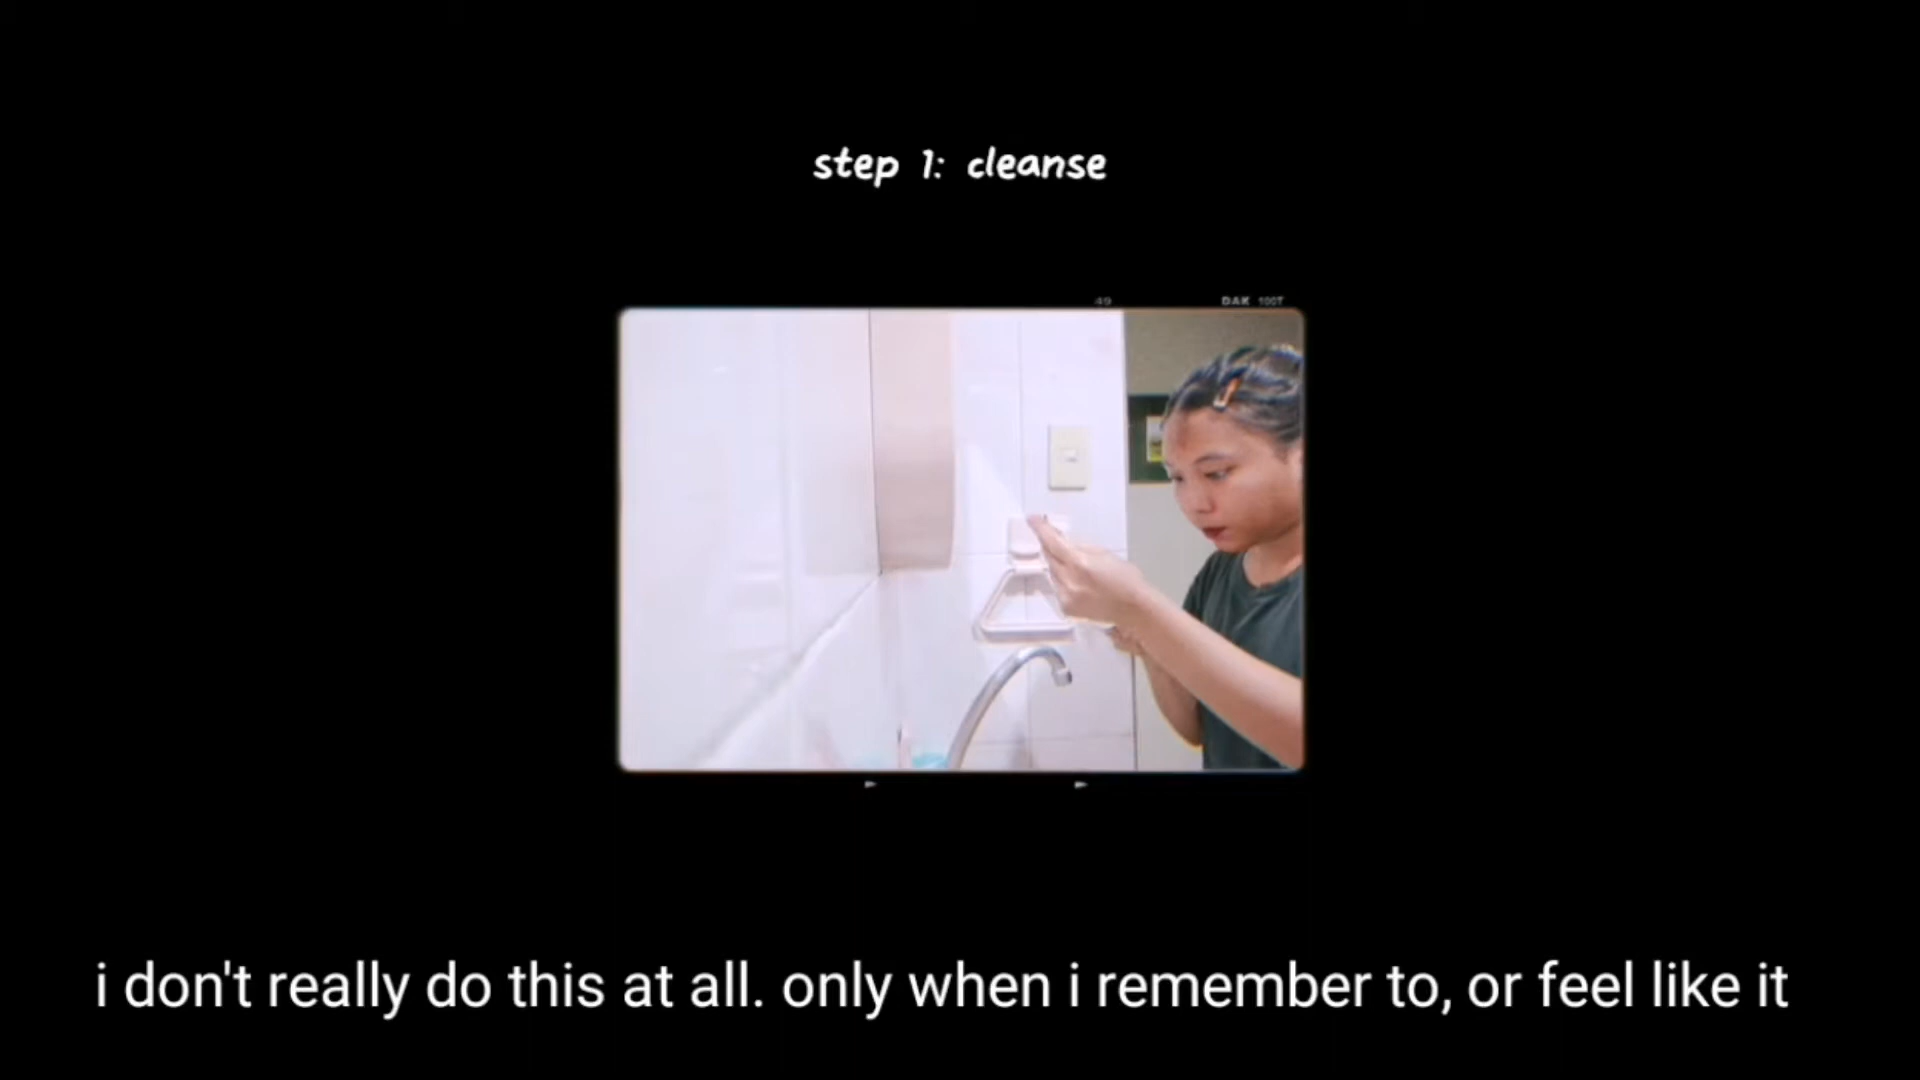 step 1: cleanse
49 DAK 100T
i don't really do this at all. only when i remember to, or feel like it